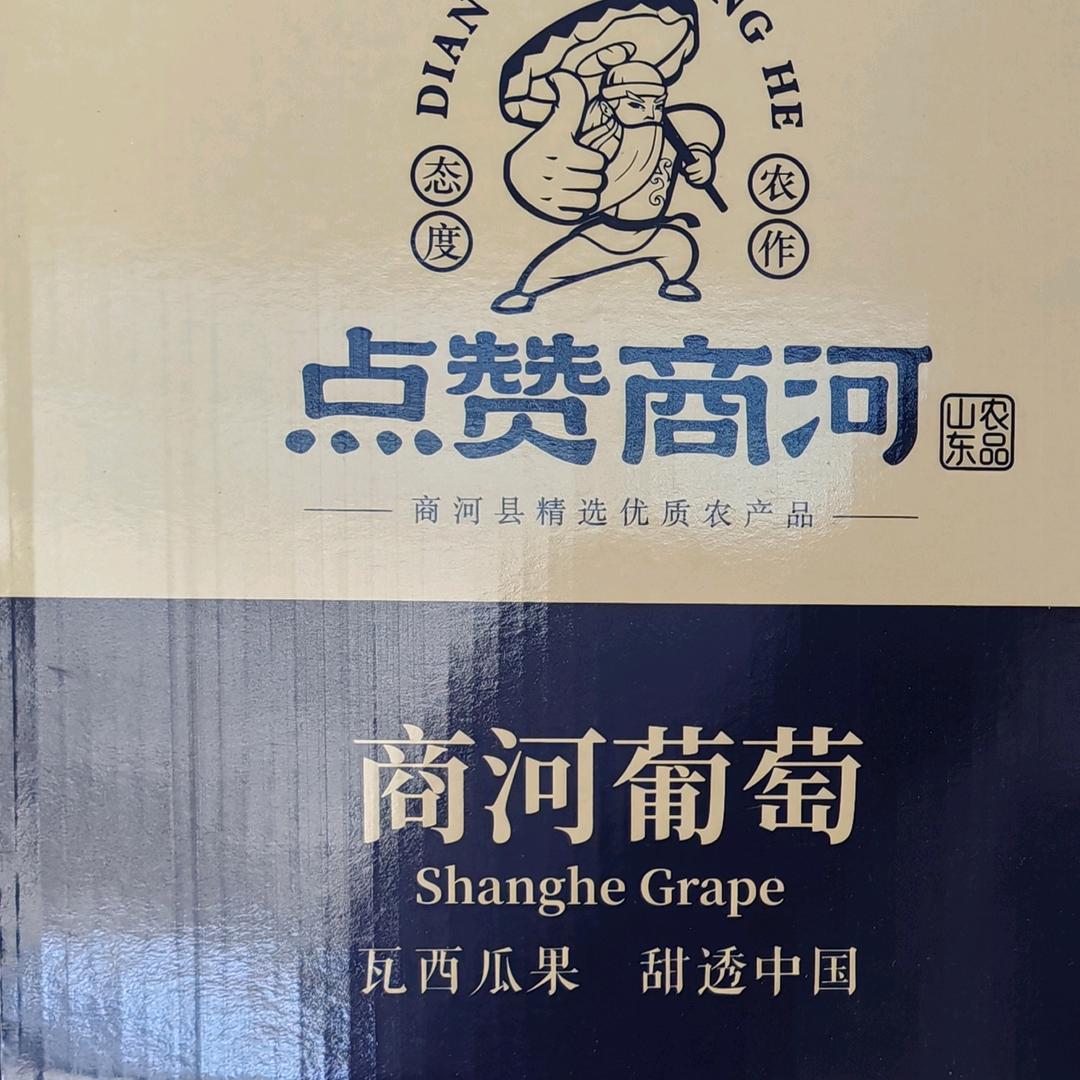 DIAN
NG HE
态度
农作
点赞商河
山东
农品
商河县精选优质农产品
商河葡萄
Shanghe Grape
瓦西瓜果 甜透中国